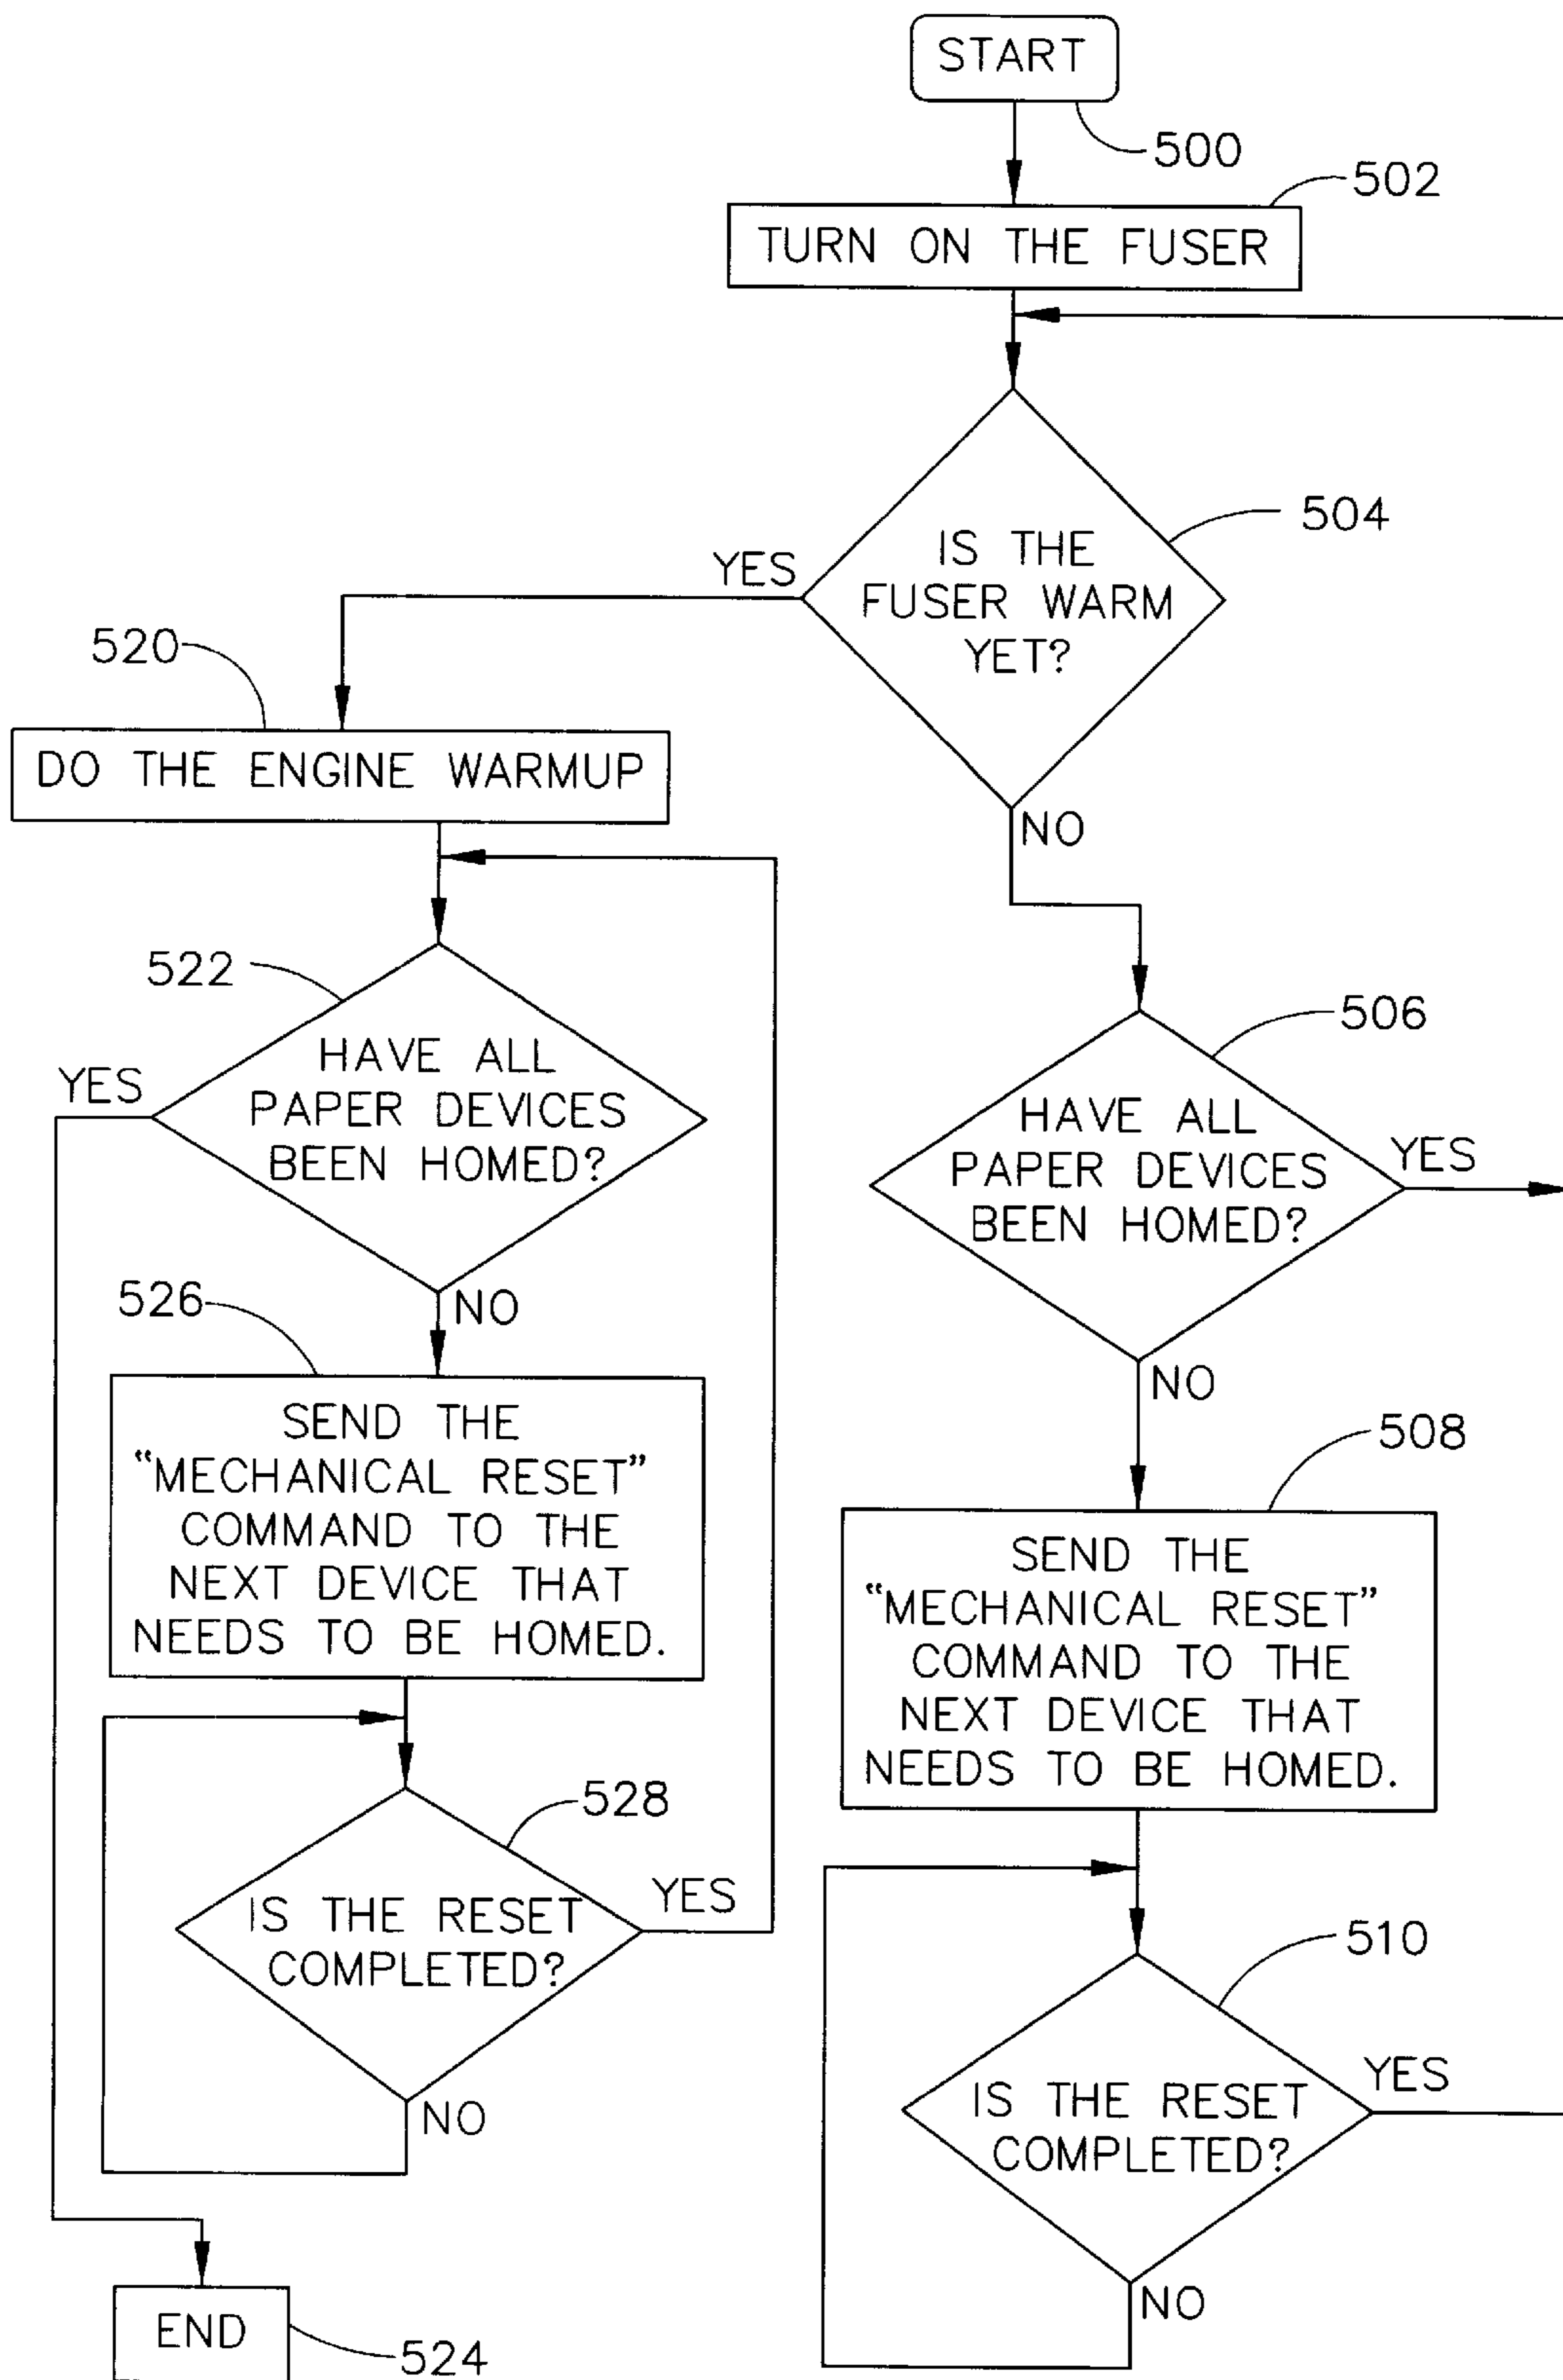 START
500
502
TURN ON THE FUSER
504
IS THE
FUSER WARM
YET?
YES
NO
520
DO THE ENGINE WARMUP
522
HAVE ALL
PAPER DEVICES
BEEN HOMED?
YES
NO
506
HAVE ALL
PAPER DEVICES
BEEN HOMED?
YES
NO
526
SEND THE
“MECHANICAL RESET”
COMMAND TO THE
NEXT DEVICE THAT
NEEDS TO BE HOMED.
508
SEND THE
“MECHANICAL RESET”
COMMAND TO THE
NEXT DEVICE THAT
NEEDS TO BE HOMED.
528
IS THE RESET
COMPLETED?
YES
NO
510
IS THE RESET
COMPLETED?
YES
NO
END
524